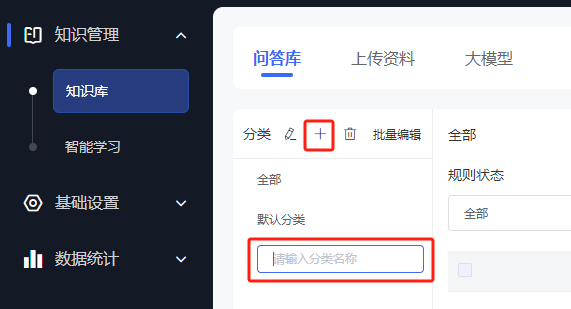 知识管理
知识库
智能学习
基础设置
数据统计
问答库 上传资料 大模型
分类 批量编辑
全部
默认分类
请输入分类名称
全部
规则状态
全部